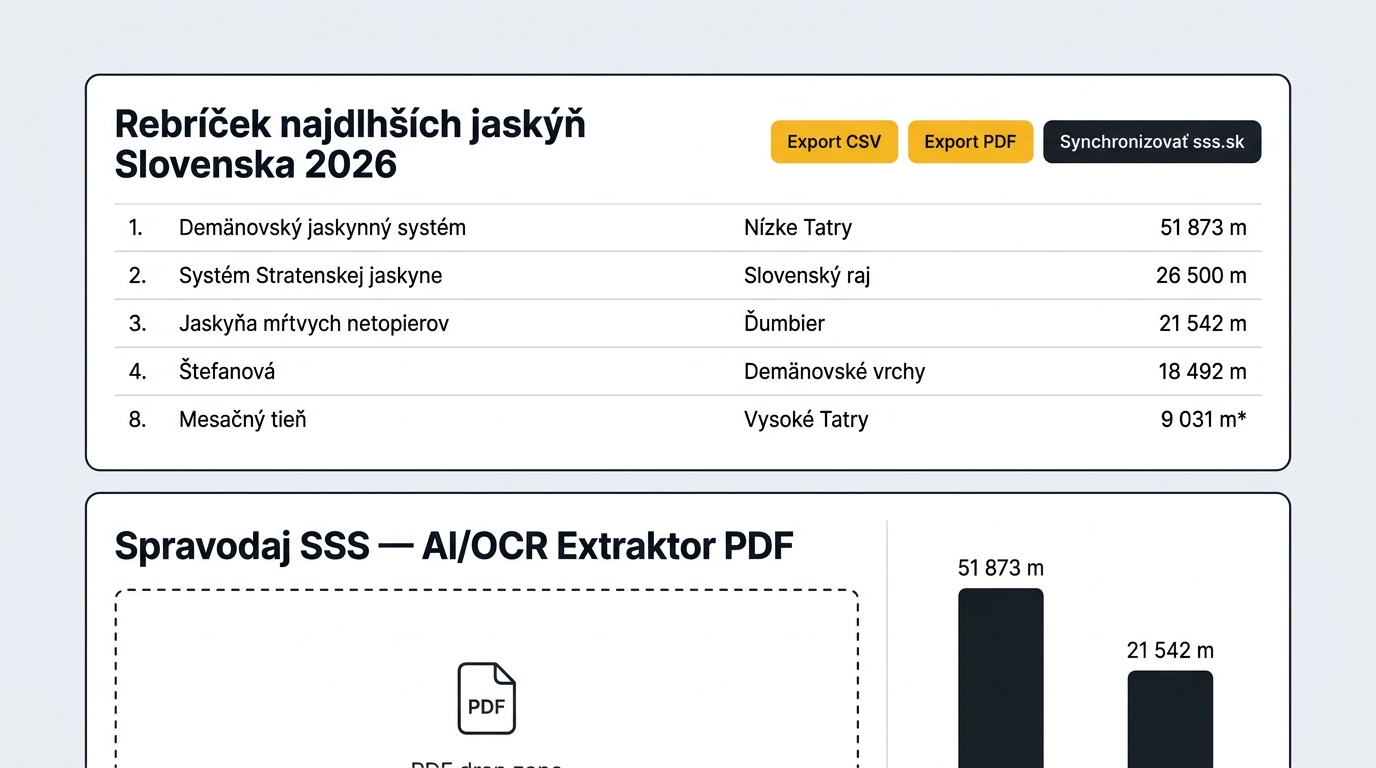 Rebríček najdlhších jaskýň
Slovenska 2026
Export CSV
Export PDF
Synchronizovať sss.sk
1. Demänovský jaskynný systém Nízke Tatry 51 873 m
2. Systém Stratenskej jaskyne Slovenský raj 26 500 m
3. Jaskyňa mŕtvych netopierov Ďumbier 21 542 m
4. Štefanová Demänovské vrchy 18 492 m
8. Mesačný tieň Vysoké Tatry 9 031 m*
Spravodaj SSS — AI/OCR Extraktor PDF
PDF
PDF drop zone
51 873 m
21 542 m